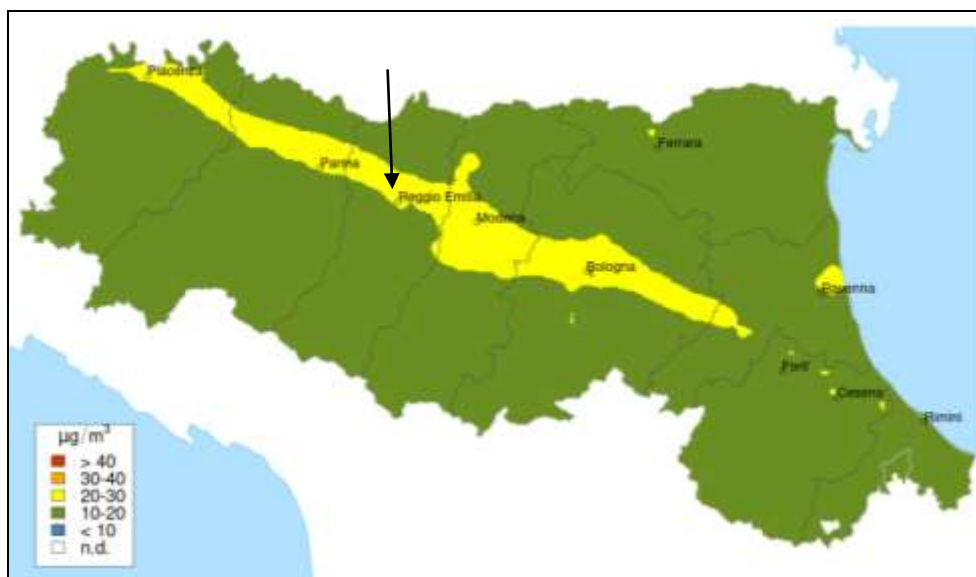 Piacenza
Parma
Ferrara
Reggio Emilia
Modena
Bologna
Ravenna
Forlì
Cesena
Rimini
µg/m³
> 40
30-40
20-30
10-20
< 10
n.d.